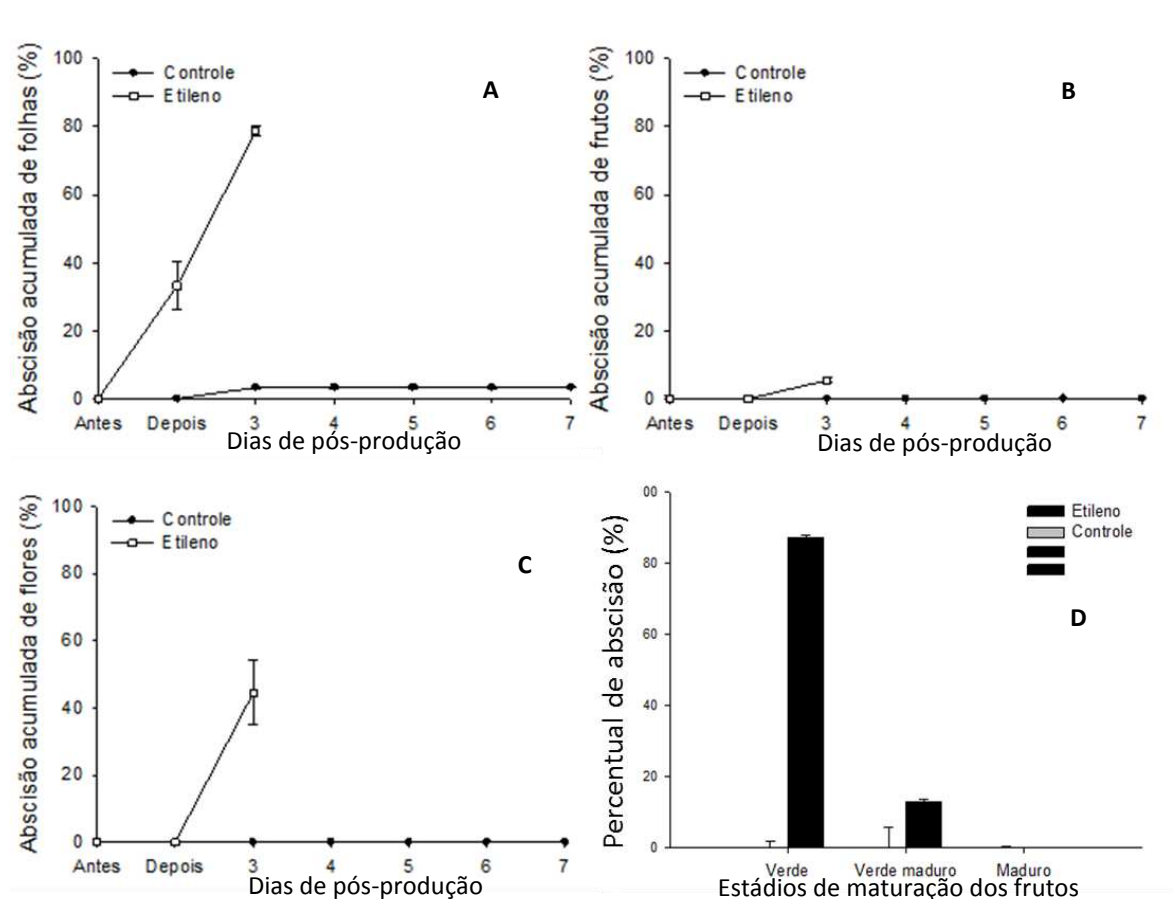 Abscisão acumulada de folhas (%)
100
80
60
40
20
0
Controle
Etileno
A
Antes Depois 3 4 5 6 7
Dias de pós-produção
Abscisão acumulada de frutos (%)
100
80
60
40
20
0
Controle
Etileno
B
Antes Depois 3 4 5 6 7
Dias de pós-produção
Abscisão acumulada de flores (%)
100
80
60
40
20
0
Controle
Etileno
C
Antes Depois 3 4 5 6 7
Dias de pós-produção
Percentual de abscisão (%)
00
80
60
40
20
0
Etileno
Controle
D
Verde Verde maduro Maduro
Estádios de maturação dos frutos